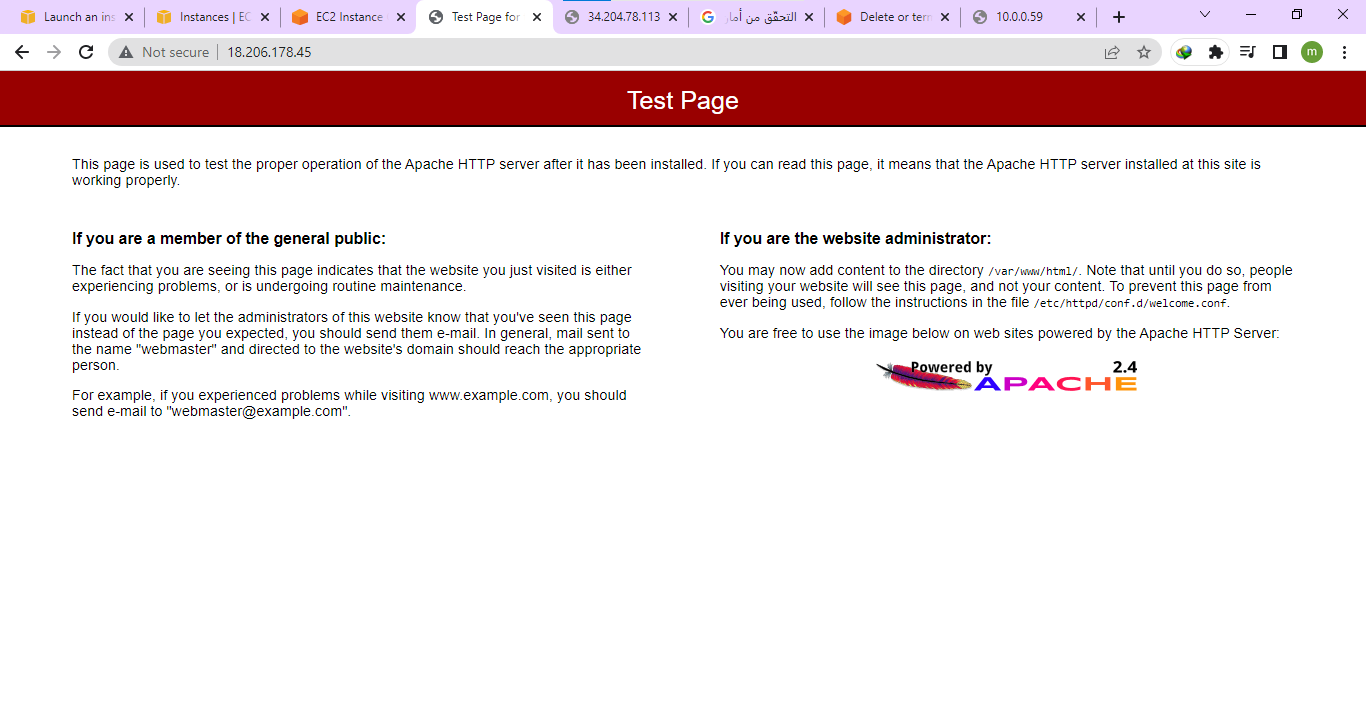 Launch an ins
Instances | EC
EC2 Instance
Test Page for
34.204.78.113
التحقّق من أمار
Delete or tern
10.0.0.59
Not secure
18.206.178.45
m
Test Page
This page is used to test the proper operation of the Apache HTTP server after it has been installed. If you can read this page, it means that the Apache HTTP server installed at this site is
working properly.
If you are a member of the general public:
The fact that you are seeing this page indicates that the website you just visited is either
experiencing problems, or is undergoing routine maintenance.
If you would like to let the administrators of this website know that you've seen this page
instead of the page you expected, you should send them e-mail. In general, mail sent to
the name "webmaster" and directed to the website's domain should reach the appropriate
person.
For example, if you experienced problems while visiting www.example.com, you should
send e-mail to "webmaster@example.com".
If you are the website administrator:
You may now add content to the directory /var/www/html/. Note that until you do so, people
visiting your website will see this page, and not your content. To prevent this page from
ever being used, follow the instructions in the file /etc/httpd/conf.d/welcome.conf.
You are free to use the image below on web sites powered by the Apache HTTP Server:
Powered by 2.4
APACHE